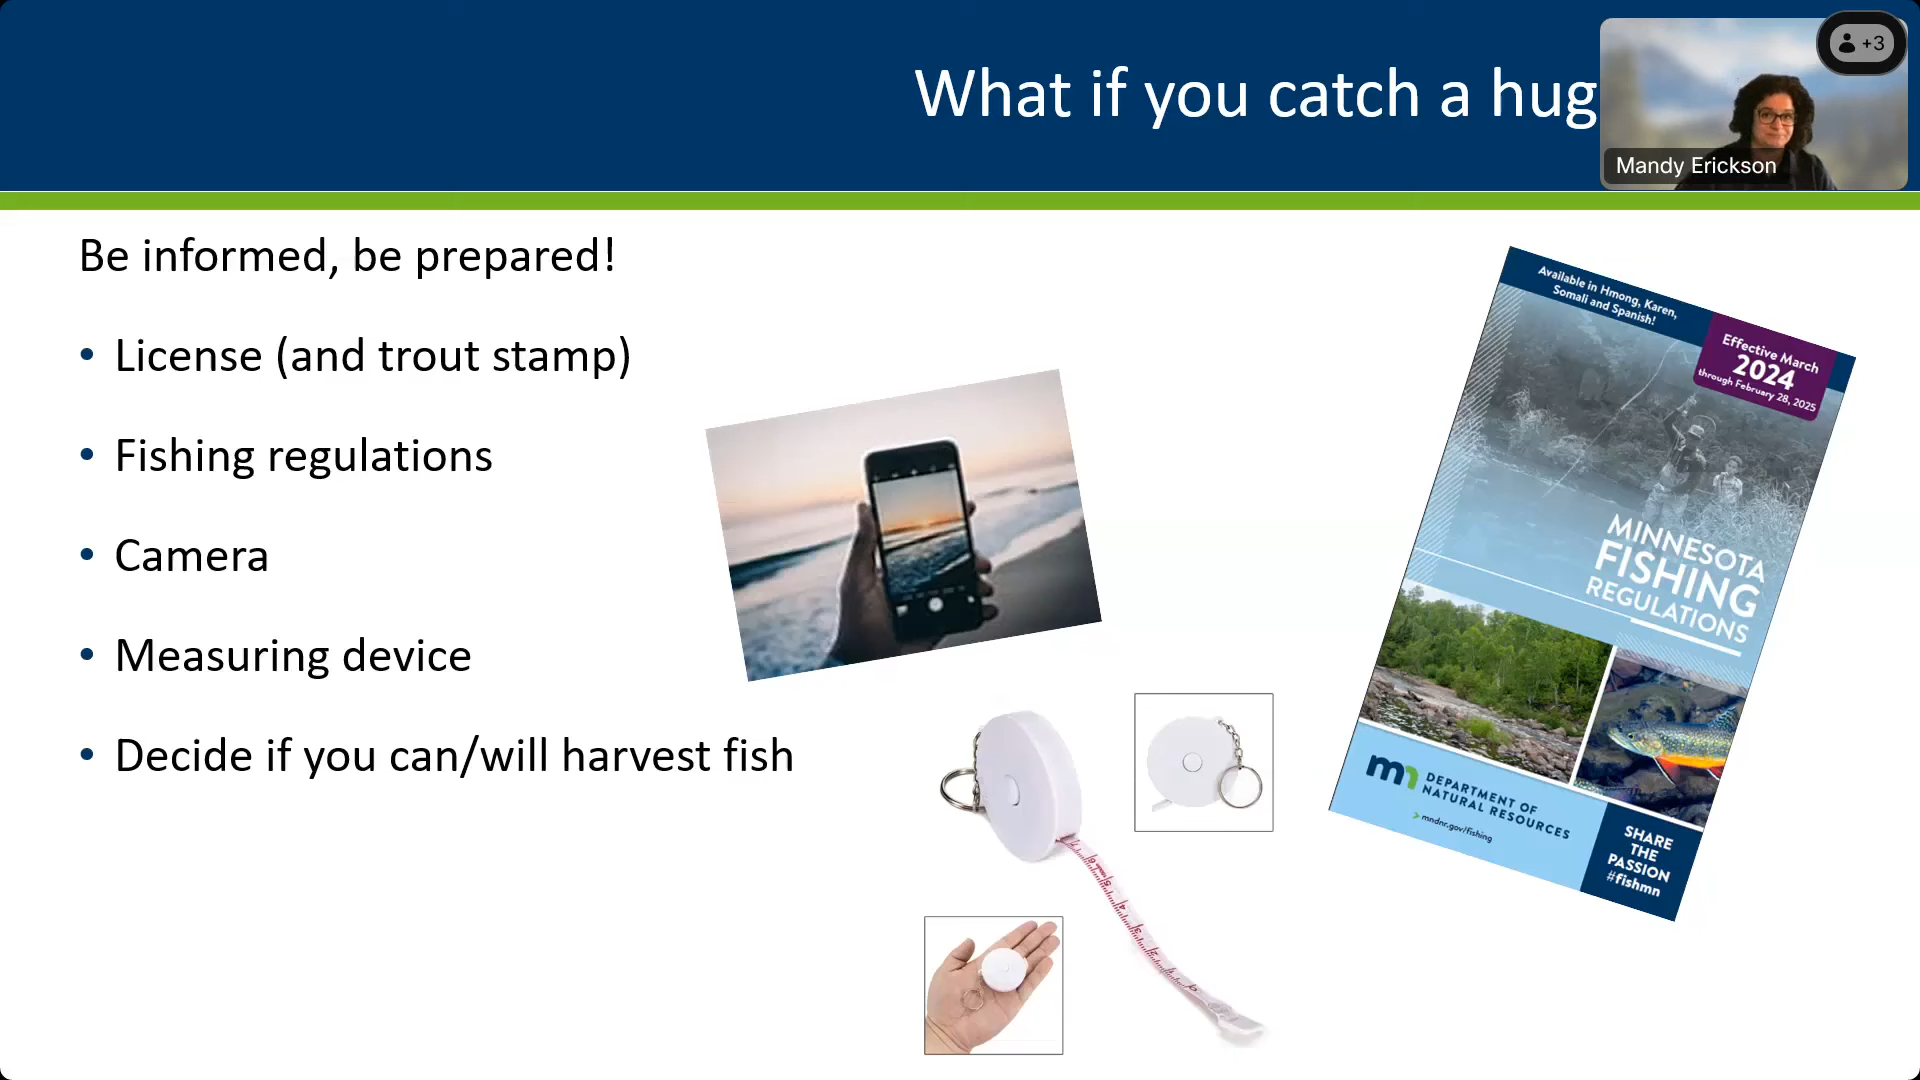 What if you catch a hug
+3
Mandy Erickson
Be informed, be prepared!
• License (and trout stamp)
• Fishing regulations
• Camera
• Measuring device
• Decide if you can/will harvest fish
Available in Hmong, Karen,
Somali and Spanish!
Effective March
2024
through February 28, 2025
MINNESOTA
FISHING
REGULATIONS
mn DEPARTMENT OF
NATURAL RESOURCES
mndnr.gov/fishing
SHARE
THE
PASSION
#fishmn